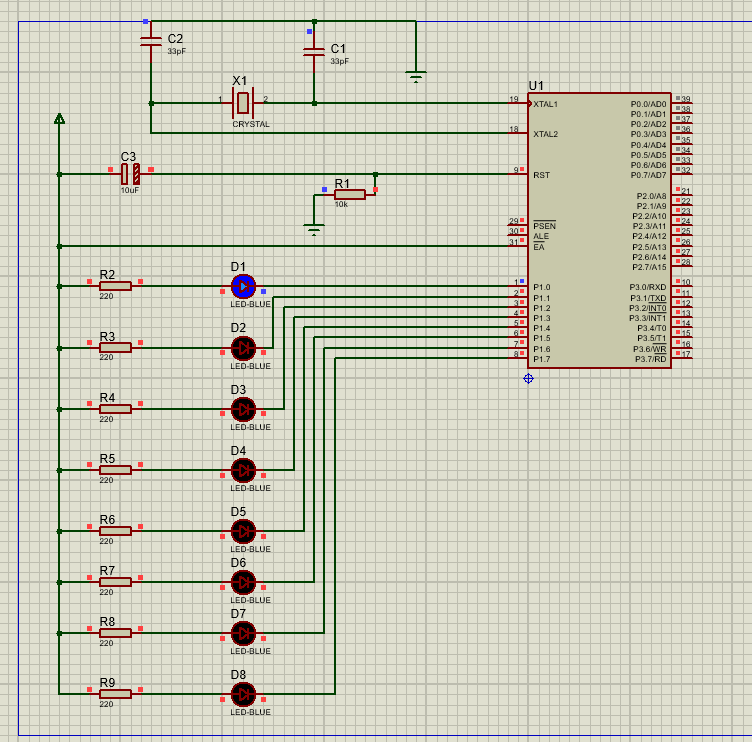 C2
33pF
C1
33pF
X1
1
2
CRYSTAL
C3
10uF
R1
10k
R2
220
D1
LED-BLUE
R3
220
D2
LED-BLUE
R4
220
D3
LED-BLUE
R5
220
D4
LED-BLUE
R6
220
D5
LED-BLUE
R7
220
D6
LED-BLUE
R8
220
D7
LED-BLUE
R9
220
D8
LED-BLUE
U1
19 XTAL1
18 XTAL2
9 RST
29 PSEN
30 ALE
31 EA
1 P1.0
2 P1.1
3 P1.2
4 P1.3
5 P1.4
6 P1.5
7 P1.6
8 P1.7
P0.0/AD0 39
P0.1/AD1 38
P0.2/AD2 37
P0.3/AD3 36
P0.4/AD4 35
P0.5/AD5 34
P0.6/AD6 33
P0.7/AD7 32
P2.0/A8 21
P2.1/A9 22
P2.2/A10 23
P2.3/A11 24
P2.4/A12 25
P2.5/A13 26
P2.6/A14 27
P2.7/A15 28
P3.0/RXD 10
P3.1/TXD 11
P3.2/INT0 12
P3.3/INT1 13
P3.4/T0 14
P3.5/T1 15
P3.6/WR 16
P3.7/RD 17